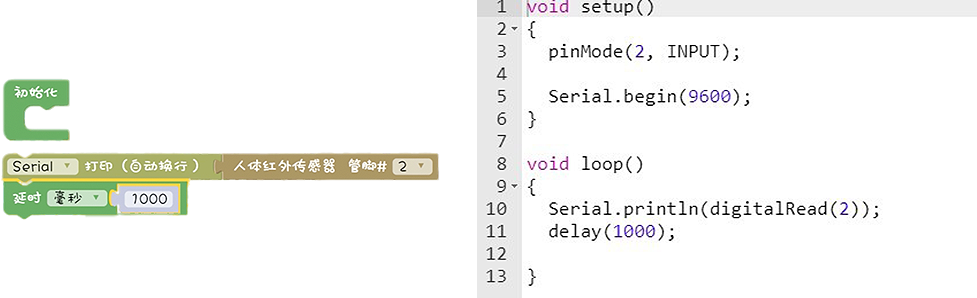 初始化
Serial 打印（自动换行） 人体红外传感器 管脚# 2
延时 毫秒 1000
1 void setup()
2 {
3 pinMode(2, INPUT);
4
5 Serial.begin(9600);
6 }
7
8 void loop()
9 {
10 Serial.println(digitalRead(2));
11 delay(1000);
12
13 }